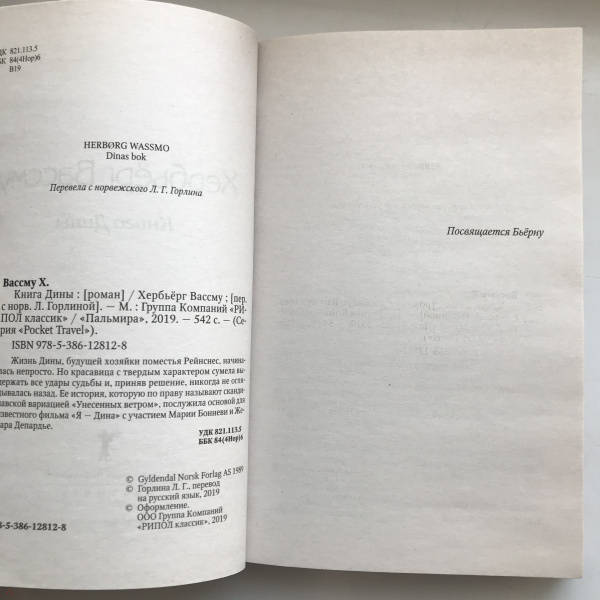 УДК 821.113.5
ББК 84(4Нор)6
В19
HERBØRG WASSMO
Dinas bok
Перевела с норвежского Л. Г. Горлина
Вассму Х.
Книга Дины : [роман] / Хербьёрг Вассму ; [пер.
с норв. Л. Горлиной]. — М. : Группа Компаний «РИ-
ПОЛ классик» / «Пальмира», 2019. — 542 с. — (Се-
рия «Pocket Travel»).
ISBN 978-5-386-12812-8
Жизнь Дины, будущей хозяйки поместья Рейнснес, начина-
лась непросто. Но красавица с твердым характером сумела вы-
держать все удары судьбы и, приняв решение, никогда не огля-
дывалась назад. Ее история, которую по праву называют сканди-
навской вариацией «Унесенных ветром», послужила основой для
известного фильма «Я – Дина» с участием Марии Бонневи и Же-
рара Депардье.
УДК 821.113.5
ББК 84(4Нор)6
© Gyldendal Norsk Forlag AS 1989
© Горлина Л. Г., перевод
на русский язык, 2019
© Оформление.
ООО Группа Компаний
«РИПОЛ классик», 2019
8-5-386-12812-8
Посвящается Бьёрну